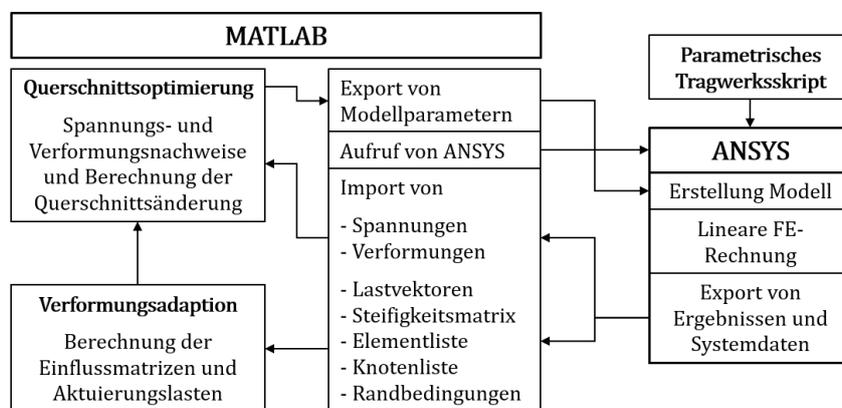 MATLAB
Querschnittsoptimierung
Spannungs- und
Verformungsnachweise
und Berechnung der
Querschnittsänderung
Verformungsadaption
Berechnung der
Einflussmatrizen und
Aktuierungslasten
Export von
Modellparametern
Aufruf von ANSYS
Import von
- Spannungen
- Verformungen
- Lastvektoren
- Steifigkeitsmatrix
- Elementliste
- Knotenliste
- Randbedingungen
Parametrisches
Tragwerksskript
ANSYS
Erstellung Modell
Lineare FE-
Rechnung
Export von
Ergebnissen und
Systemdaten